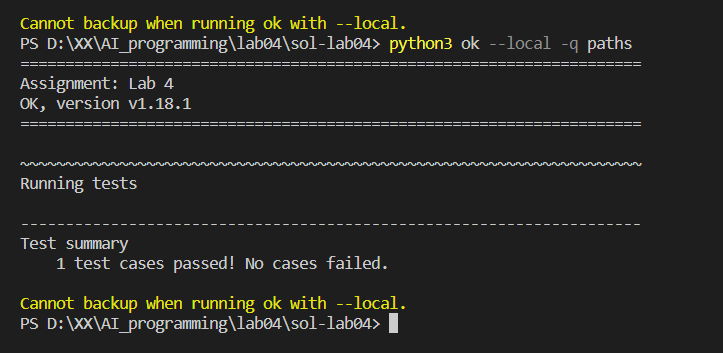 Cannot backup when running ok with --local.
PS D:\XX\AI_programming\lab04\sol-lab04> python3 ok --local -q paths
=====================================================================
Assignment: Lab 4
OK, version v1.18.1
=====================================================================
~~~~~~~~~~~~~~~~~~~~~~~~~~~~~~~~~~~~~~~~~~~~~~~~~~~~~~~~~~~~~~~~~~~~~
Running tests
---------------------------------------------------------------------
Test summary
    1 test cases passed! No cases failed.
Cannot backup when running ok with --local.
PS D:\XX\AI_programming\lab04\sol-lab04>